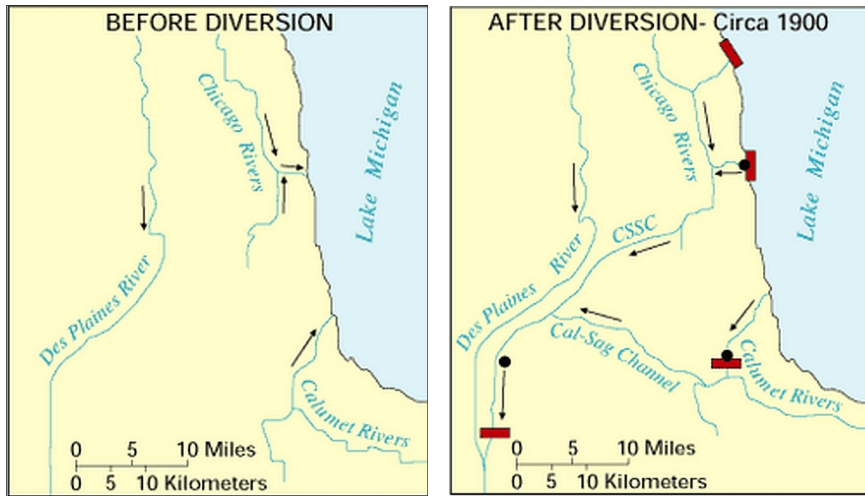 BEFORE DIVERSION
Chicago Rivers
Lake Michigan
Des Plaines River
Calumet Rivers
0 5 10 Miles
0 5 10 Kilometers
AFTER DIVERSION- Circa 1900
Chicago Rivers
Lake Michigan
CSSC
Des Plaines River
Cal-Sag Channel
Calumet Rivers
0 5 10 Miles
0 5 10 Kilometers